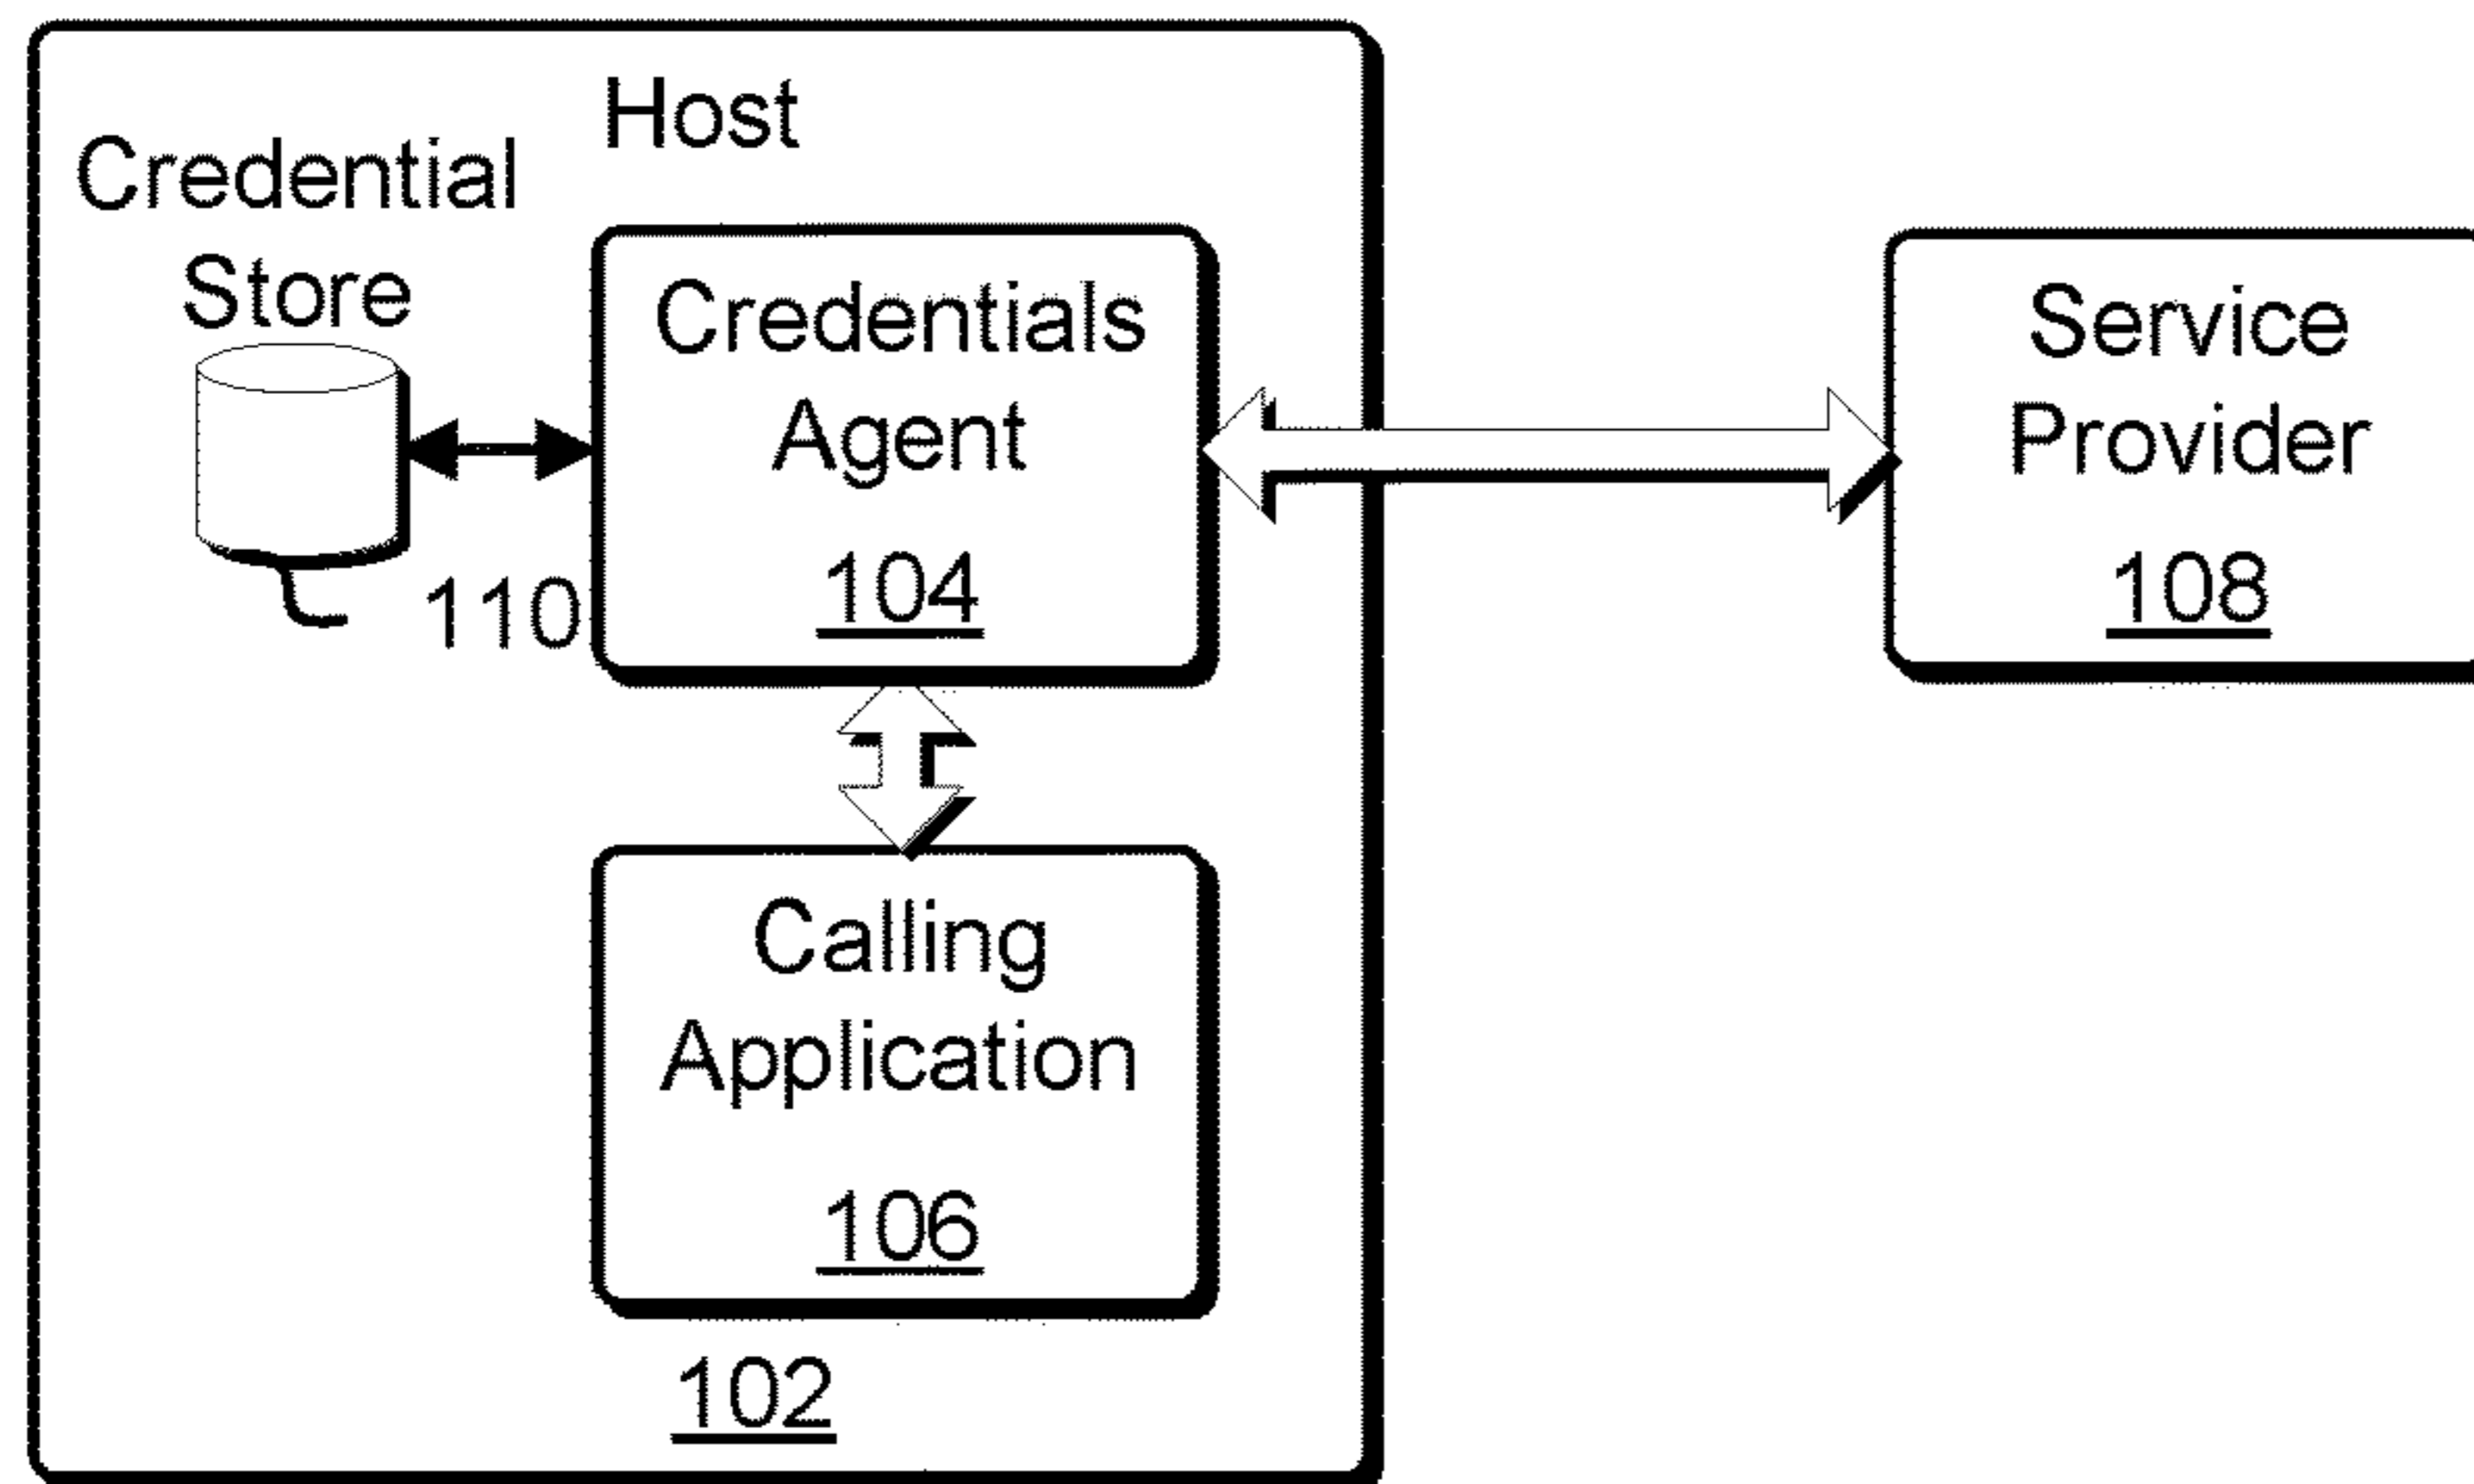 Host
Credential
Store
110
Credentials
Agent
104
Calling
Application
106
102
Service
Provider
108